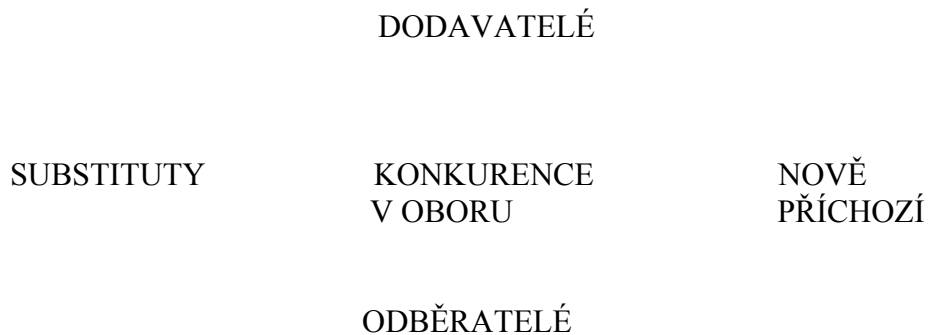 DODAVATELÉ
SUBSTITUTY KONKURENCE NOVĚ
V OBORU PŘÍCHOZÍ
ODBĚRATELÉ